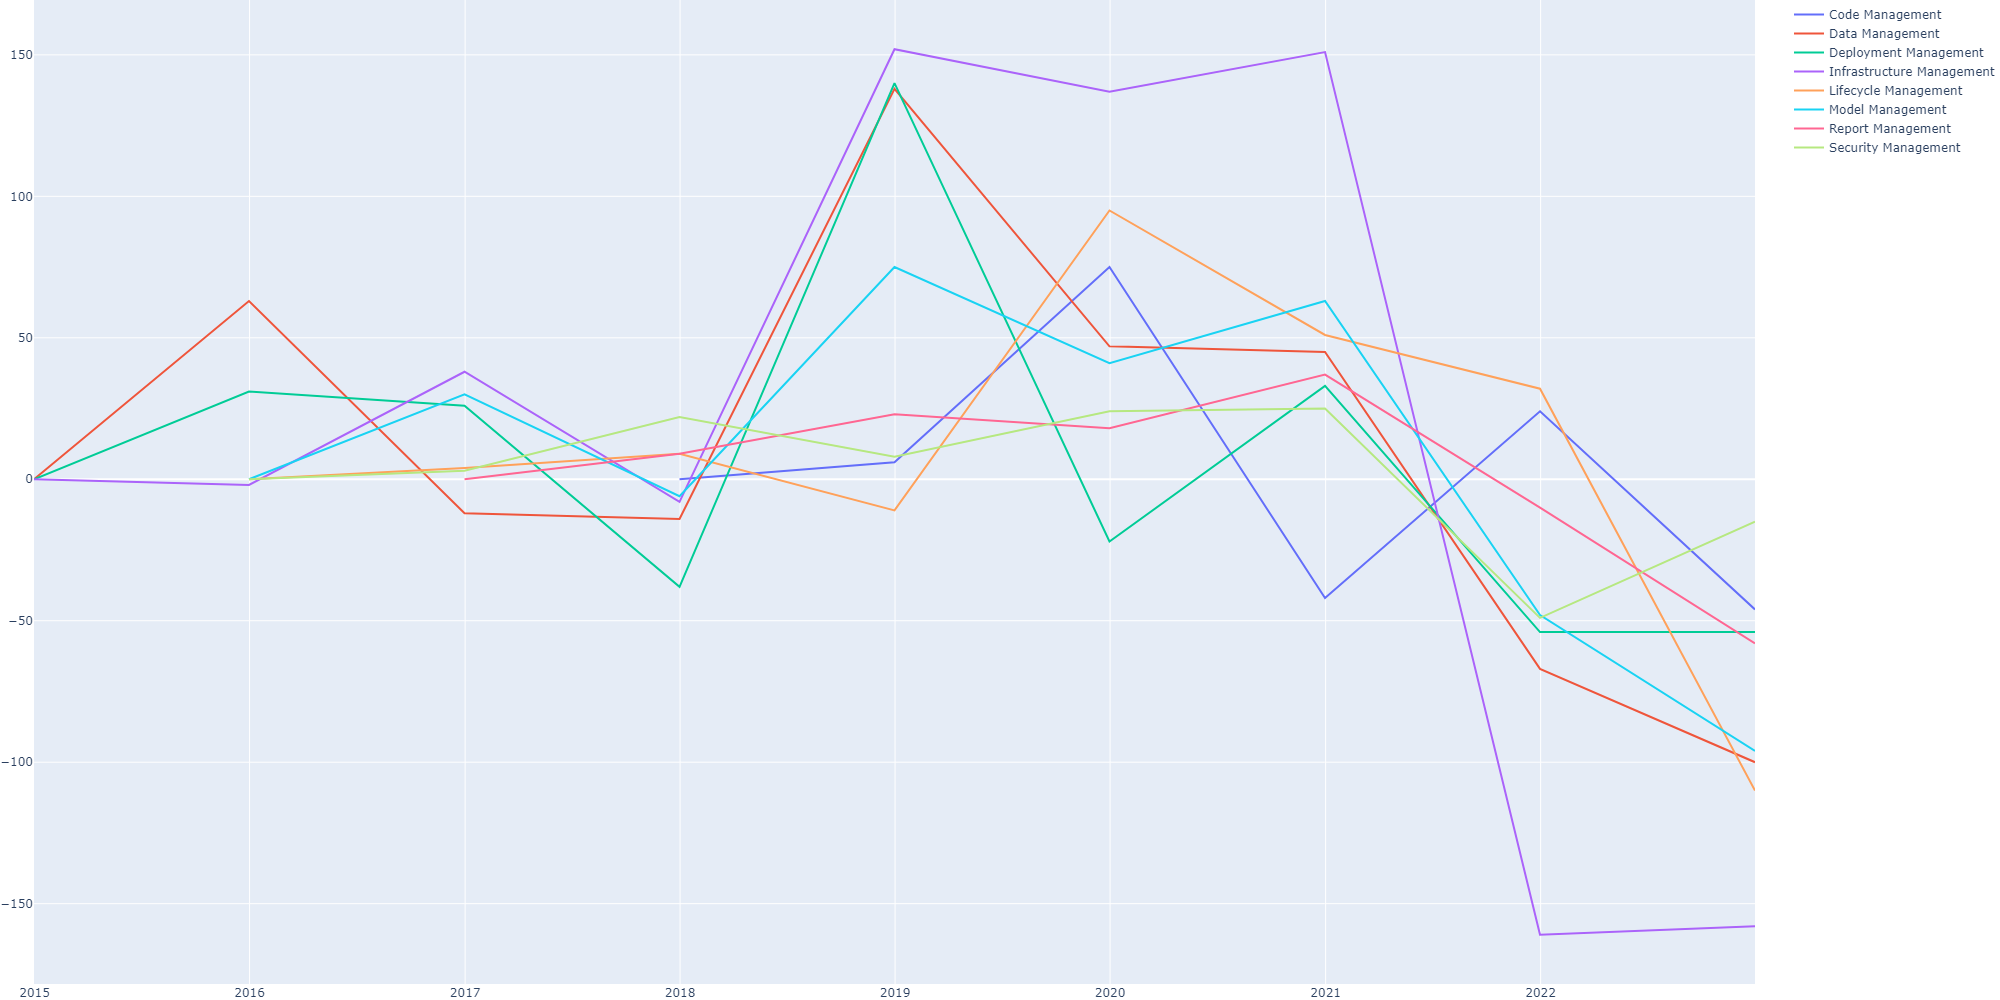 150
100
50
0
−50
−100
−150
2015
2016
2017
2018
2019
2020
2021
2022
Code Management
Data Management
Deployment Management
Infrastructure Management
Lifecycle Management
Model Management
Report Management
Security Management